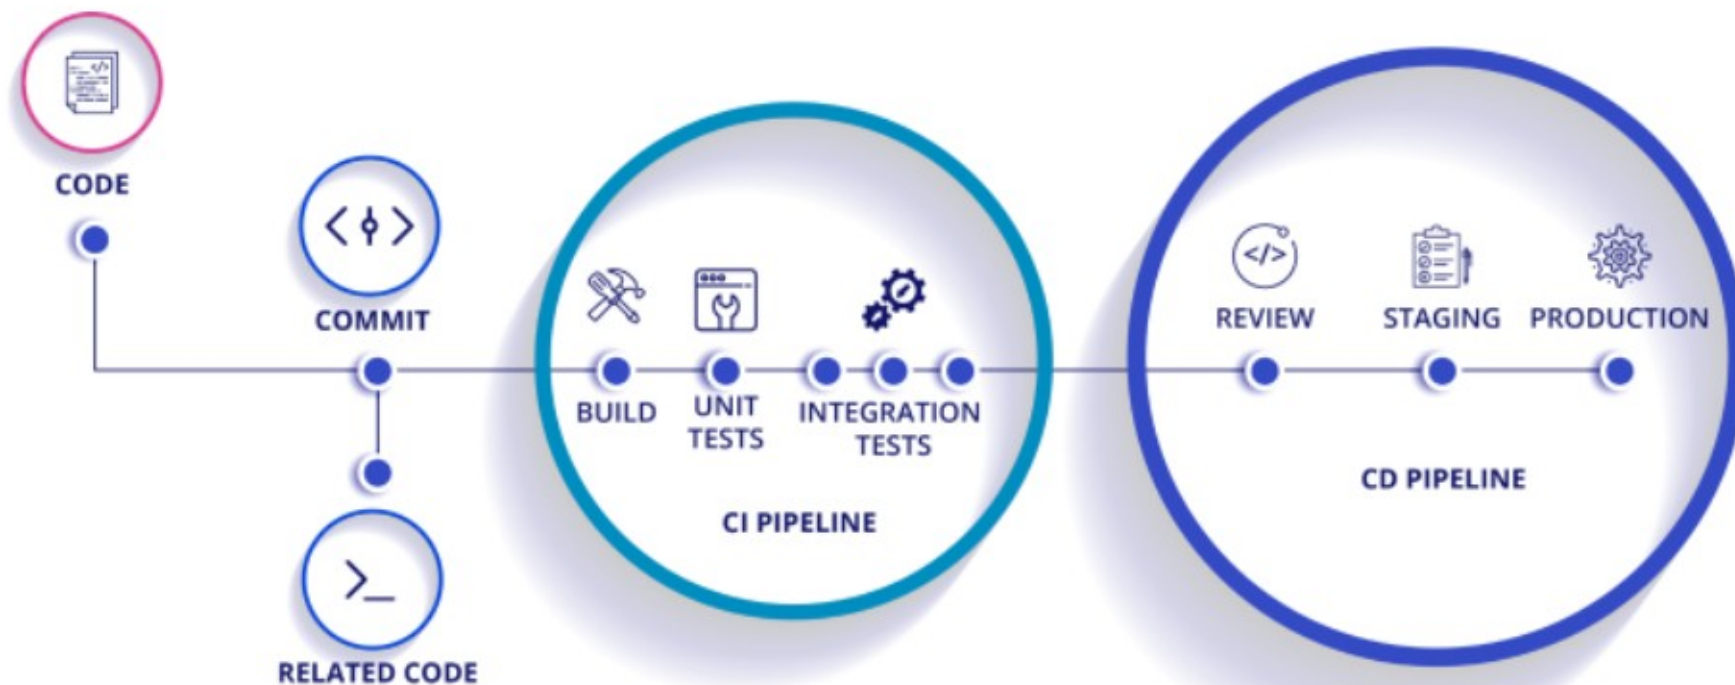 CODE
COMMIT
RELATED CODE
BUILD
UNIT
TESTS
INTEGRATION
TESTS
CI PIPELINE
REVIEW
STAGING
PRODUCTION
CD PIPELINE